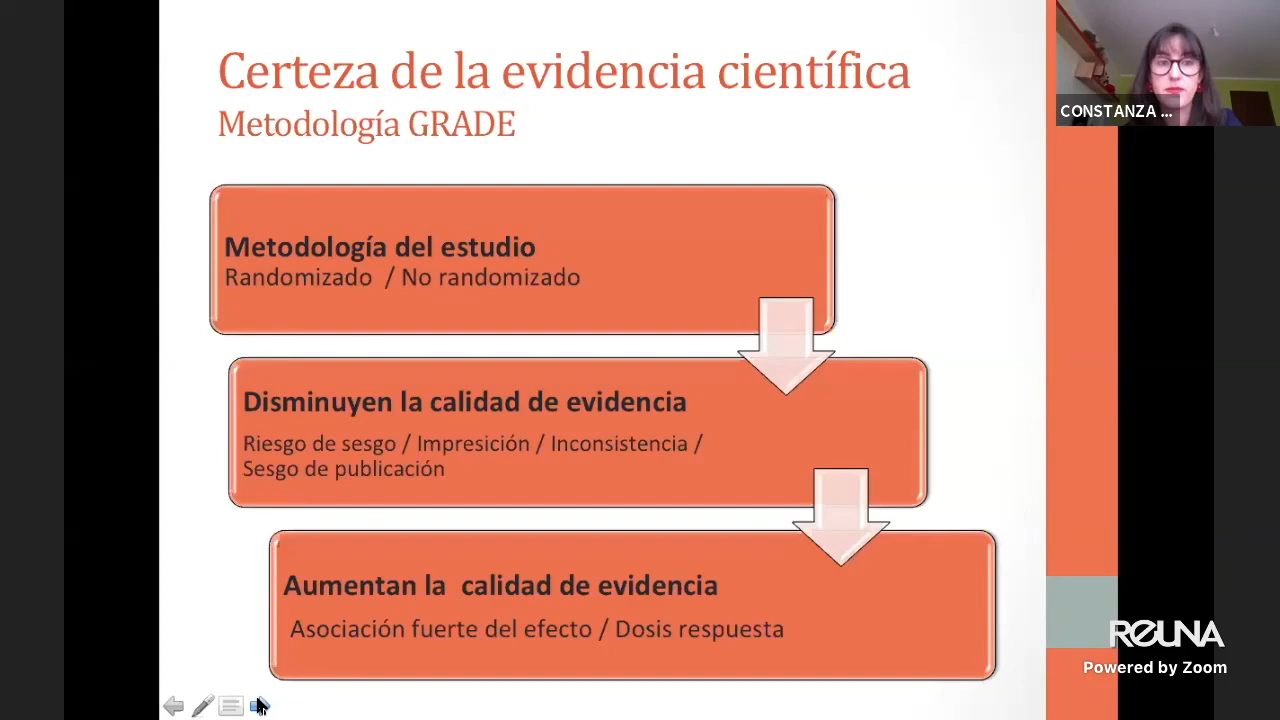 Certeza de la evidencia científica
Metodología GRADE
CONSTANZA ...
Metodología del estudio
Randomizado / No randomizado
Disminuyen la calidad de evidencia
Riesgo de sesgo / Impresición / Inconsistencia /
Sesgo de publicación
Aumentan la calidad de evidencia
Asociación fuerte del efecto / Dosis respuesta
REUNA
Powered by Zoom